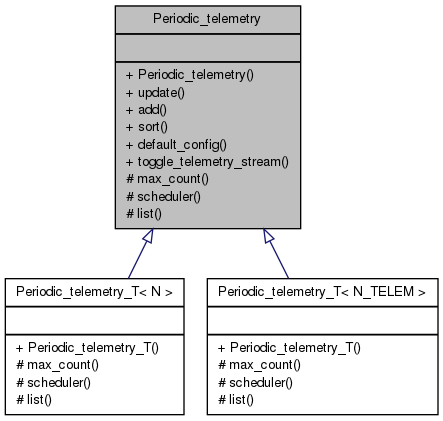 Periodic_telemetry
+ Periodic_telemetry()
+ update()
+ add()
+ sort()
+ default_config()
+ toggle_telemetry_stream()
# max_count()
# scheduler()
# list()
Periodic_telemetry_T< N >
+ Periodic_telemetry_T()
# max_count()
# scheduler()
# list()
Periodic_telemetry_T< N_TELEM >
+ Periodic_telemetry_T()
# max_count()
# scheduler()
# list()